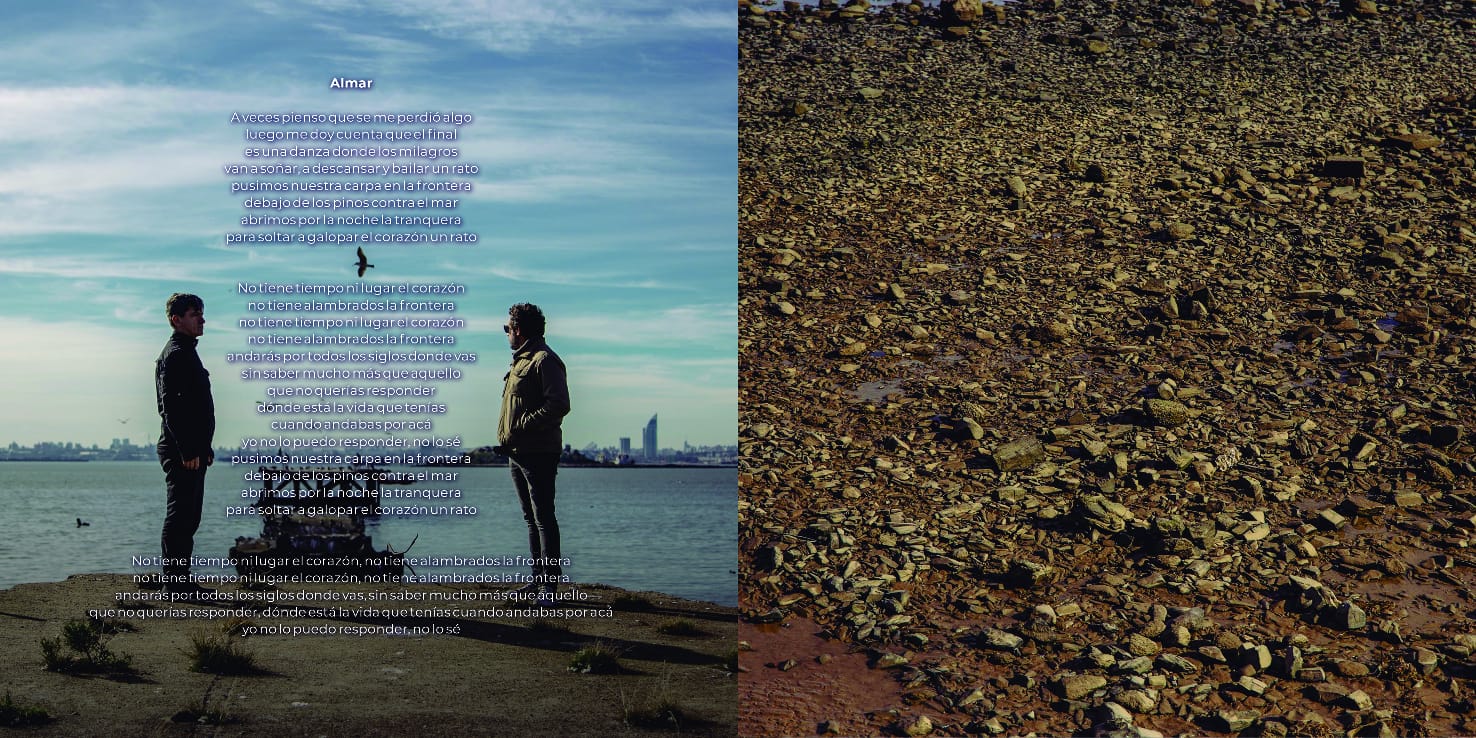 Almar
A veces pienso que se me perdió algo
luego me doy cuenta que el final
es una danza donde los milagros
van a soñar, a descansar y bailar un rato
pusimos nuestra carpa en la frontera
debajo de los pinos contra el mar
abrimos por la noche la tranquera
para soltar a galopar el corazón un rato
No tiene tiempo ni lugar el corazón
no tiene alambrados la frontera
no tiene tiempo ni lugar el corazón
no tiene alambrados la frontera
andarás por todos los siglos donde vas
sin saber mucho más que aquello
que no querías responder
dónde está la vida que tenías
cuando andabas por acá
yo no lo puedo responder, no lo sé
pusimos nuestra carpa en la frontera
debajo de los pinos contra el mar
abrimos por la noche la tranquera
para soltar a galopar el corazón un rato
No tiene tiempo ni lugar el corazón, no tiene alambrados la frontera
no tiene tiempo ni lugar el corazón, no tiene alambrados la frontera
andarás por todos los siglos donde vas, sin saber mucho más que aquello
que no querías responder, dónde está la vida que tenías cuando andabas por acá
yo no lo puedo responder, no lo sé